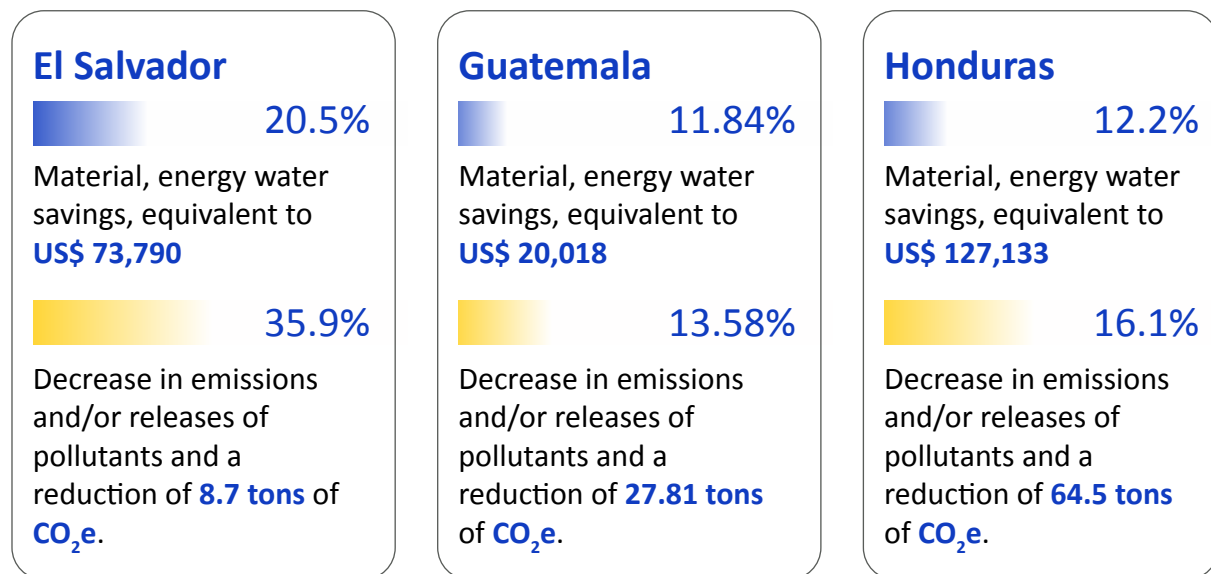 El Salvador
20.5%
Material, energy water
savings, equivalent to
US$ 73,790
35.9%
Decrease in emissions
and/or releases of
pollutants and a
reduction of 8.7 tons of
CO₂e.
Guatemala
11.84%
Material, energy water
savings, equivalent to
US$ 20,018
13.58%
Decrease in emissions
and/or releases of
pollutants and a
reduction of 27.81 tons
of CO₂e.
Honduras
12.2%
Material, energy water
savings, equivalent to
US$ 127,133
16.1%
Decrease in emissions
and/or releases of
pollutants and a
reduction of 64.5 tons
of CO₂e.